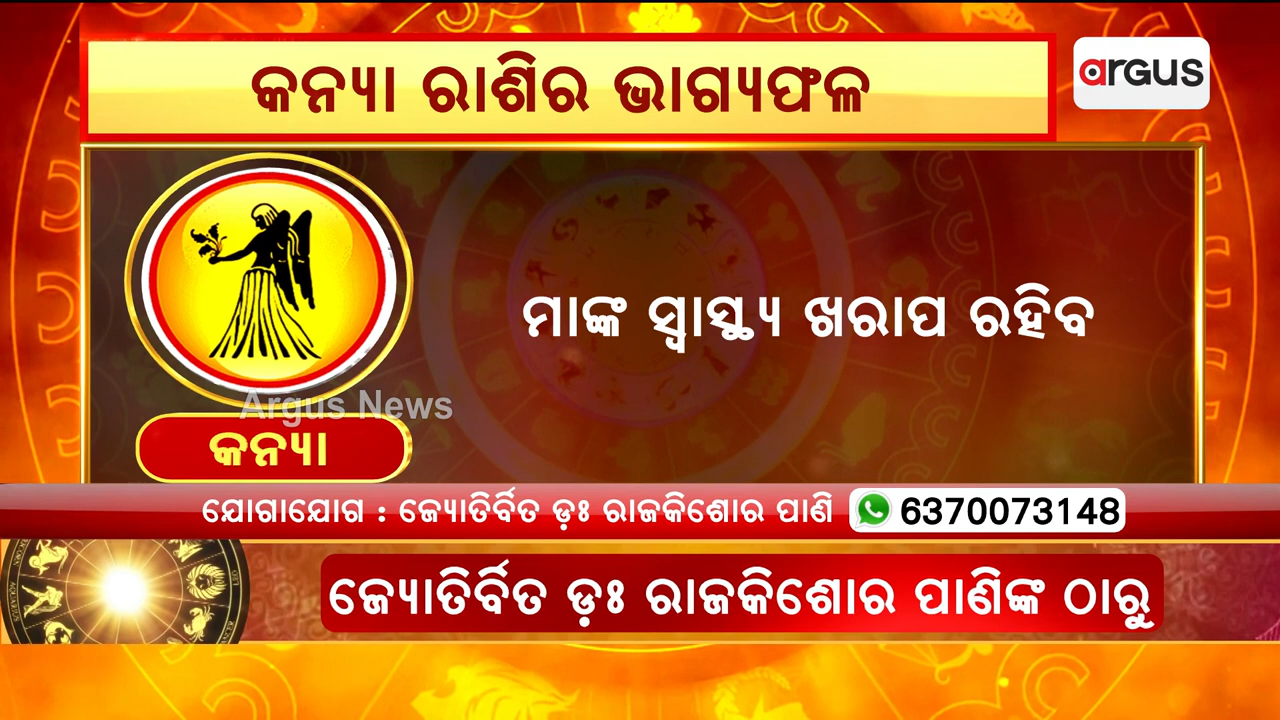 କନ୍ୟା ରାଶିର ଭାଗ୍ୟଫଳ
argus
ମାଙ୍କ ସ୍ୱାସ୍ଥ୍ୟ ଖରାପ ରହିବ
Argus News
କନ୍ୟା
ଯୋଗାଯୋଗ : ଜ୍ୟୋତିର୍ବିତ ଡ଼ଃ ରାଜକିଶୋର ପାଣି 6370073148
ଜ୍ୟୋତିର୍ବିତ ଡ଼ଃ ରାଜକିଶୋର ପାଣିଙ୍କ ଠାରୁ